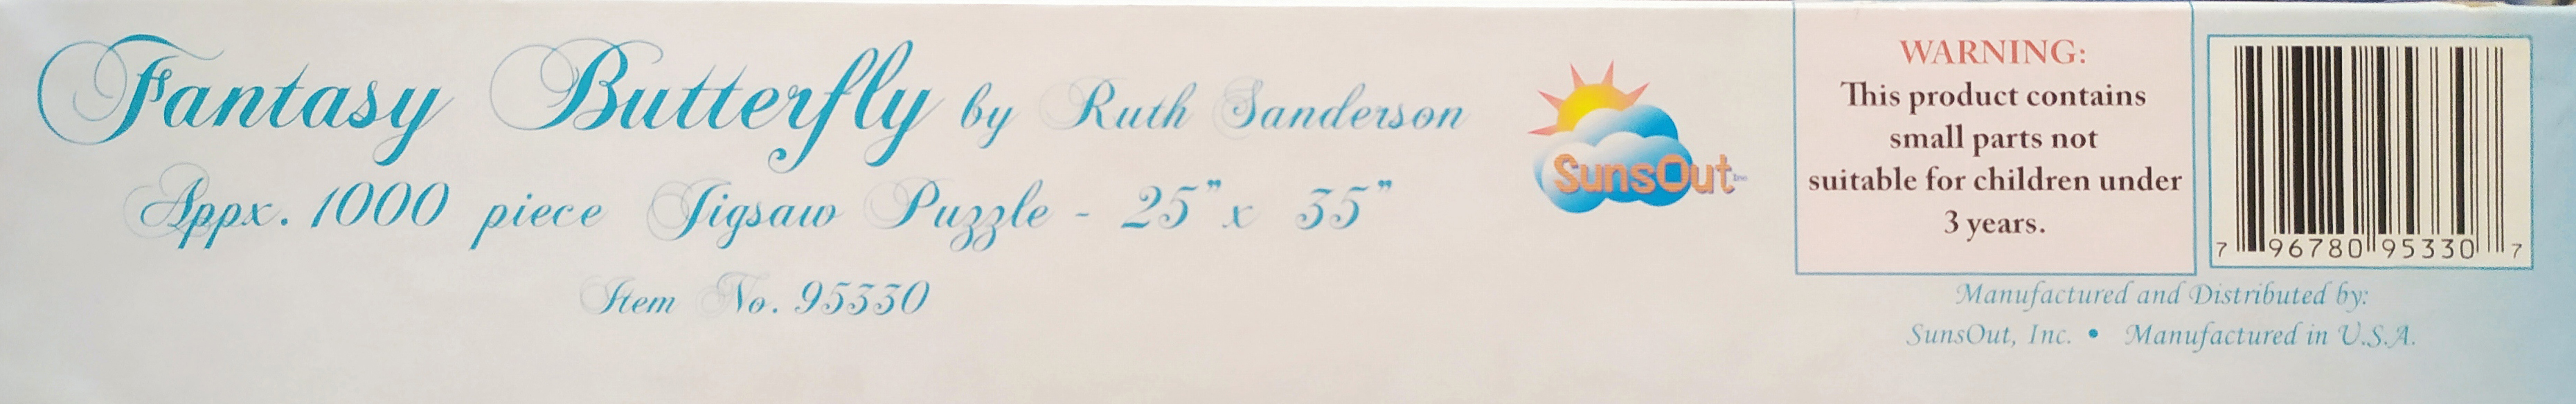 Fantasy Butterfly by Ruth Sanderson
Appx. 1000 piece Jigsaw Puzzle - 25" x 35"
Item No. 95330
SunsOut Inc
WARNING:
This product contains
small parts not
suitable for children under
3 years.
7 96780 95330 7
Manufactured and Distributed by:
SunsOut, Inc. • Manufactured in U.S.A.